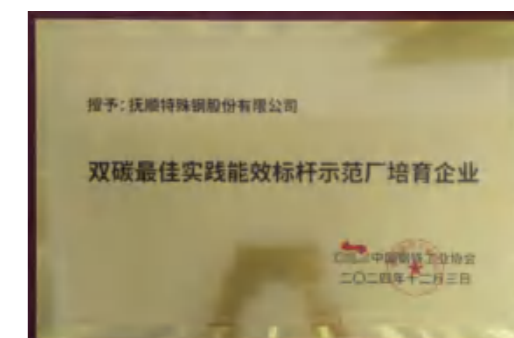 授予：抚顺特殊钢股份有限公司
双碳最佳实践能效标杆示范厂培育企业
中国钢铁工业协会
二〇二四年十二月三日